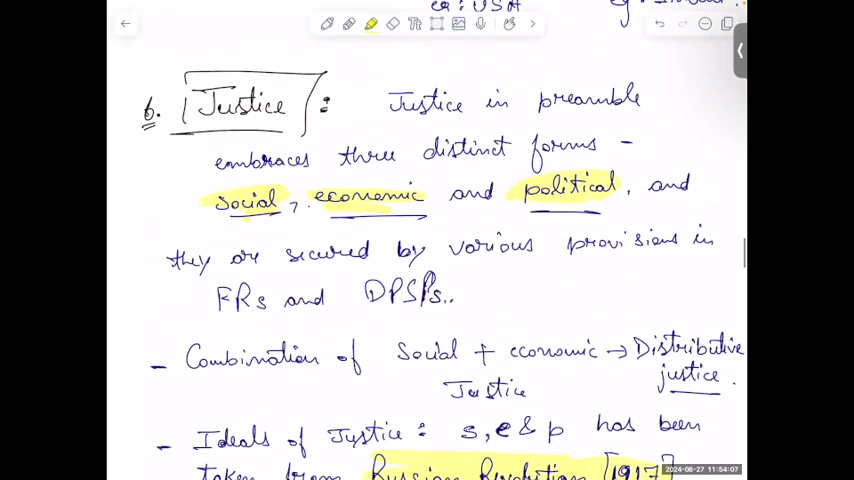 eg: USA
6. Justice : Justice in preamble
embraces three distinct forms -
social, economic and political, and
they are secured by various provisions in
FRs and DPSPs..
- Combination of Social + economic → Distributive
Justice justice.
- Ideals of Justice : s, e & p has been
taken from Russian Revolution [1917]
2024-08-27 11:54:07